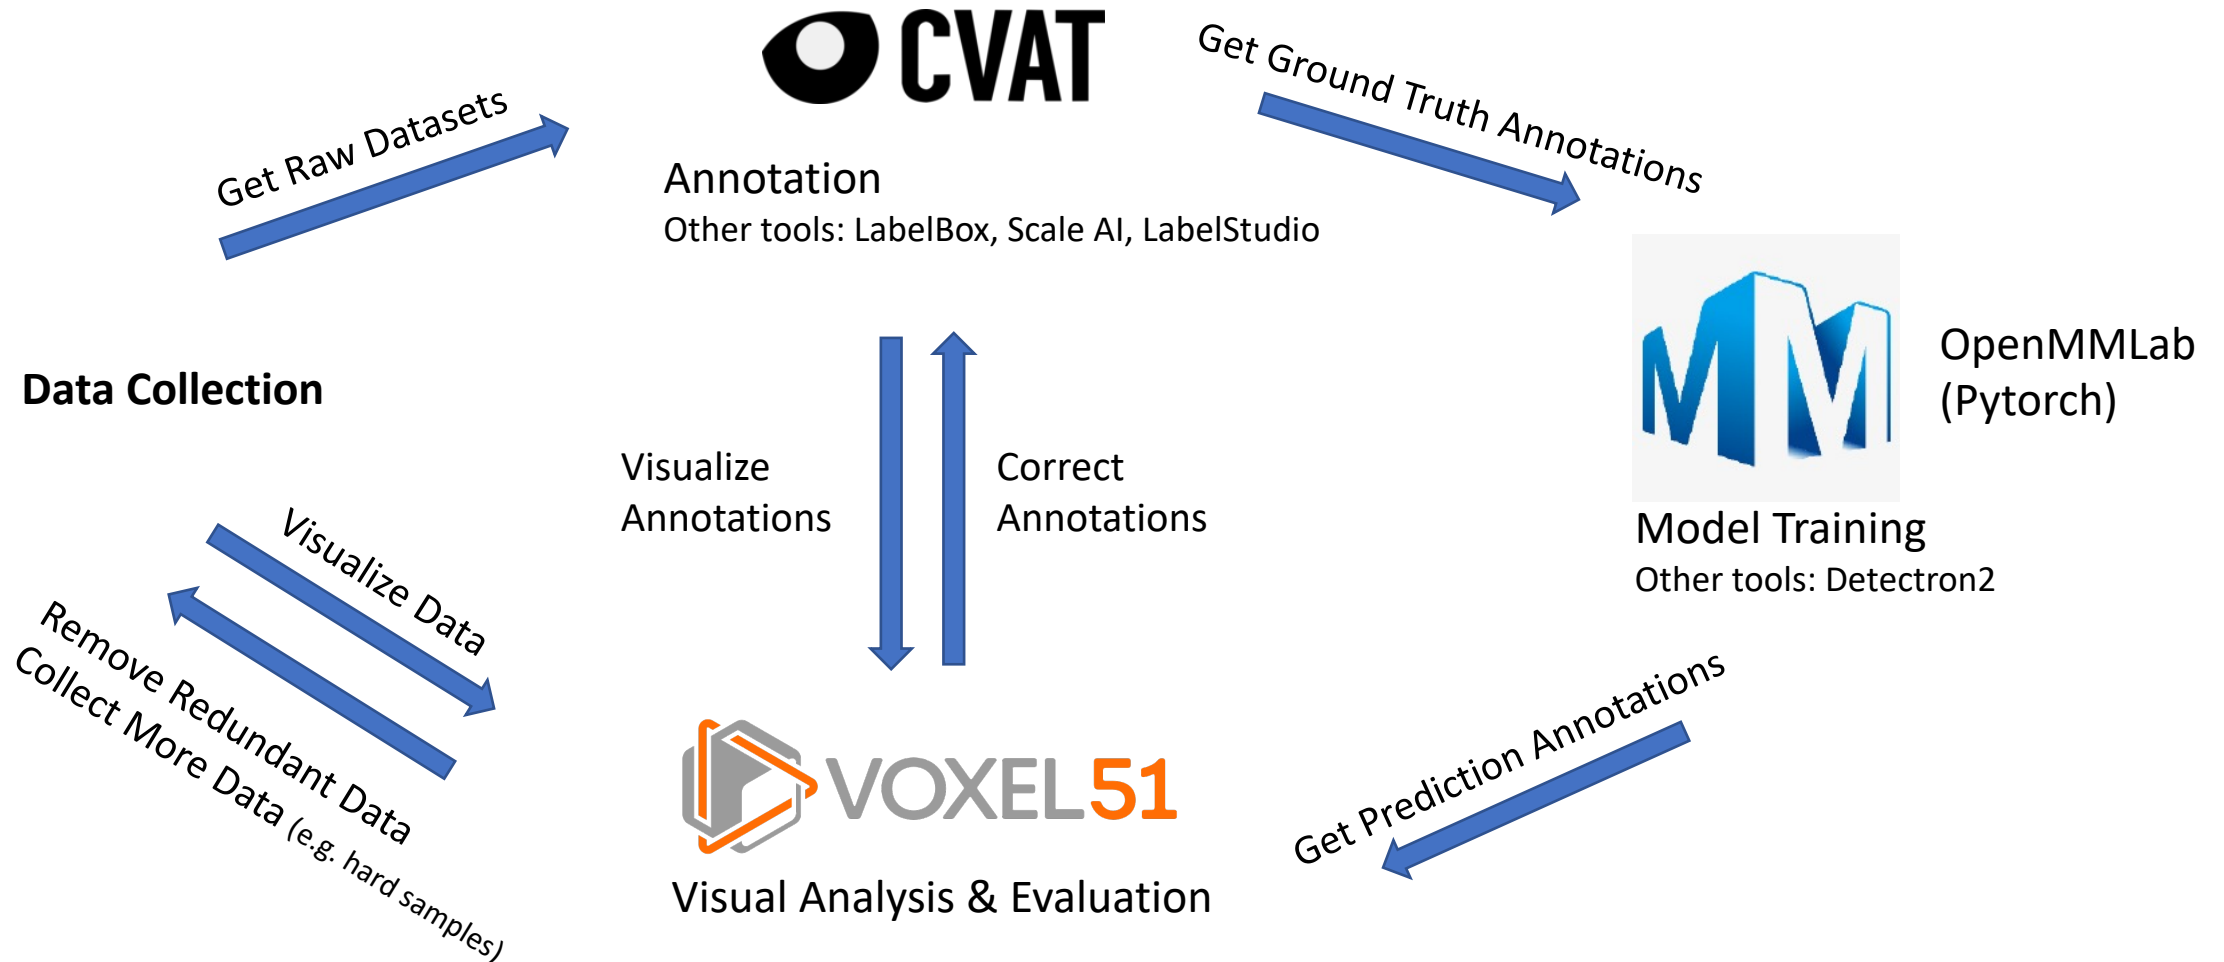 CVAT
Get Raw Datasets
Get Ground Truth Annotations
Annotation
Other tools: LabelBox, Scale AI, LabelStudio
Data Collection
MM
OpenMMLab
(Pytorch)
Visualize
Annotations
Correct
Annotations
Model Training
Other tools: Detectron2
Visualize Data
Remove Redundant Data
Collect More Data (e.g. hard samples)
VOXEL51
Visual Analysis & Evaluation
Get Prediction Annotations